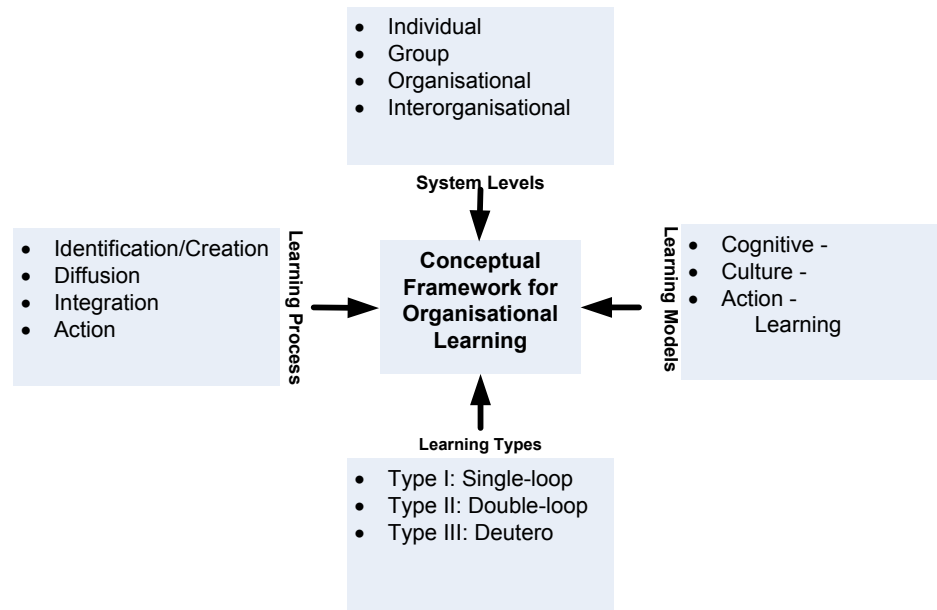 • Individual
• Group
• Organisational
• Interorganisational
System Levels
• Identification/Creation
• Diffusion
• Integration
• Action
Learning Process
Conceptual
Framework for
Organisational
Learning
Learning Models
• Cognitive -
• Culture -
• Action -
Learning
Learning Types
• Type I: Single-loop
• Type II: Double-loop
• Type III: Deutero